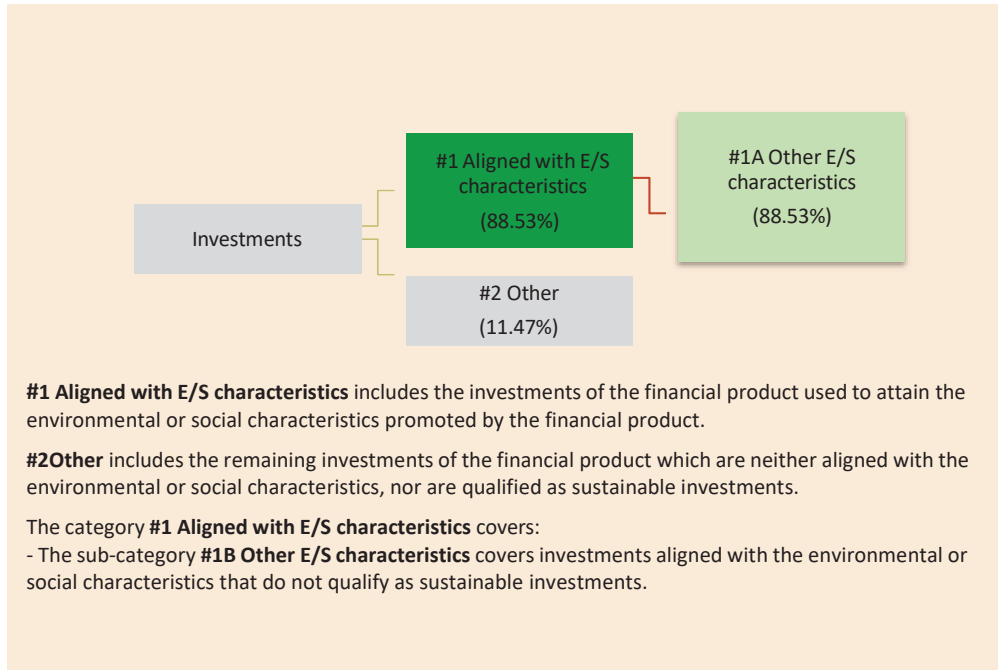 #1 Aligned with E/S
characteristics
(88.53%)
#1A Other E/S
characteristics
(88.53%)
Investments
#2 Other
(11.47%)
#1 Aligned with E/S characteristics includes the investments of the financial product used to attain the
environmental or social characteristics promoted by the financial product.
#2Other includes the remaining investments of the financial product which are neither aligned with the
environmental or social characteristics, nor are qualified as sustainable investments.
The category #1 Aligned with E/S characteristics covers:
- The sub-category #1B Other E/S characteristics covers investments aligned with the environmental or
social characteristics that do not qualify as sustainable investments.